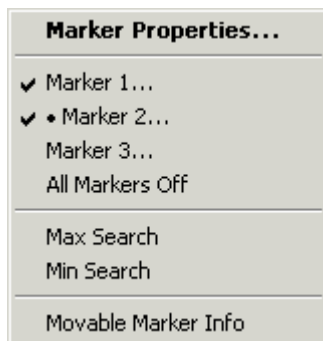 Marker Properties...
✓ Marker 1...
✓ • Marker 2...
Marker 3...
All Markers Off
Max Search
Min Search
Movable Marker Info